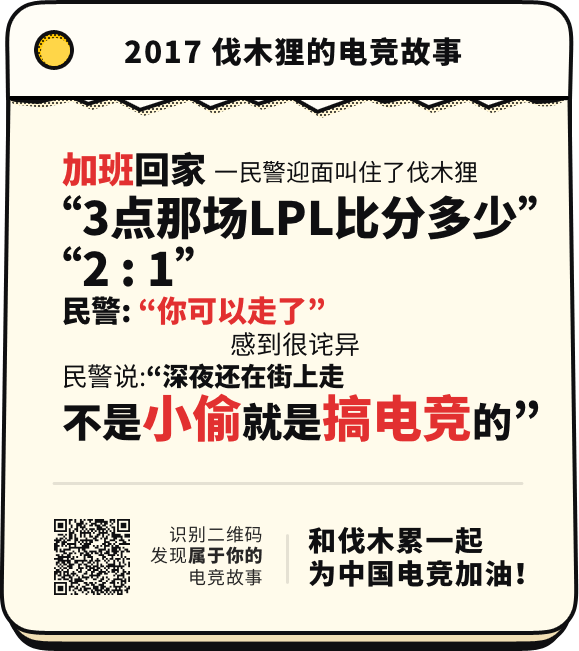 2017 伐木狸的电竞故事
加班回家 一民警迎面叫住了伐木狸
“3点那场LPL比分多少”
“2 : 1”
民警: “你可以走了”
感到很诧异
民警说:“深夜还在街上走
不是小偷就是搞电竞的”
识别二维码
发现属于你的
电竞故事
和伐木累一起
为中国电竞加油!